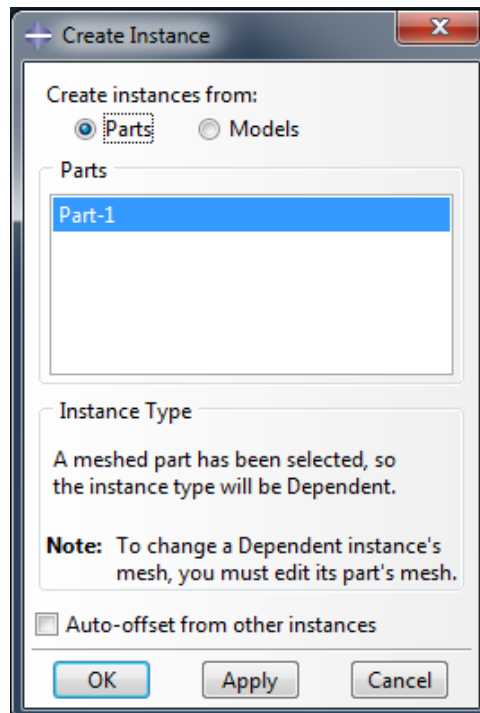 Create Instance
Create instances from:
Parts
Models
Parts
Part-1
Instance Type
A meshed part has been selected, so
the instance type will be Dependent.
Note: To change a Dependent instance's
mesh, you must edit its part's mesh.
Auto-offset from other instances
OK
Apply
Cancel